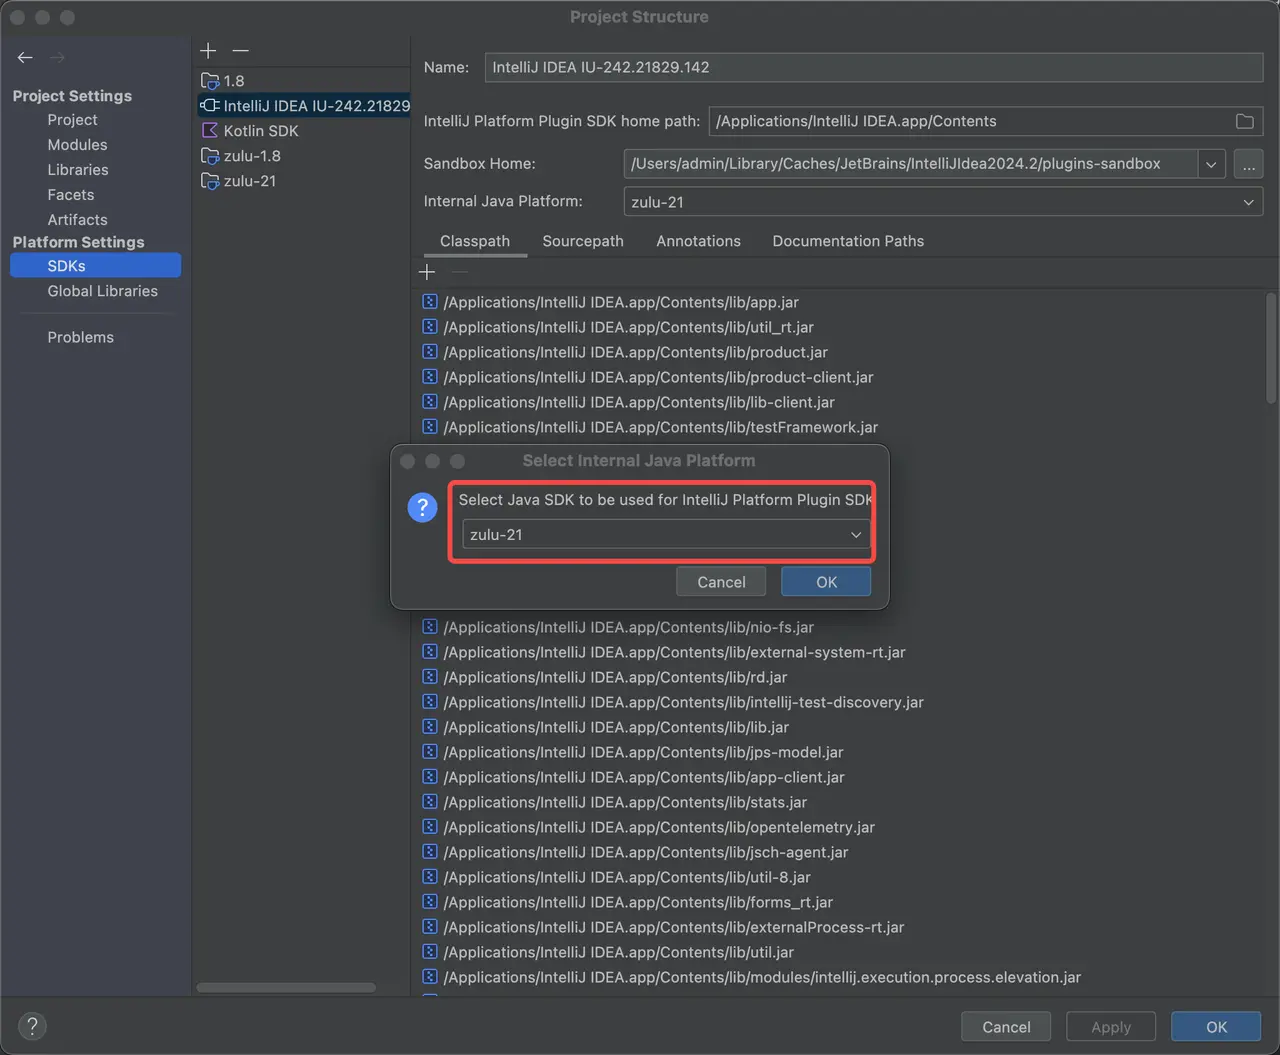 Project Structure
Project Settings
Project
Modules
Libraries
Facets
Artifacts
Platform Settings
SDKs
Global Libraries
Problems
1.8
IntelliJ IDEA IU-242.21829
Kotlin SDK
zulu-1.8
zulu-21
Name: IntelliJ IDEA IU-242.21829.142
IntelliJ Platform Plugin SDK home path: /Applications/IntelliJ IDEA.app/Contents
Sandbox Home: /Users/admin/Library/Caches/JetBrains/IntelliJIdea2024.2/plugins-sandbox ...
Internal Java Platform: zulu-21
Classpath Sourcepath Annotations Documentation Paths
/Applications/IntelliJ IDEA.app/Contents/lib/app.jar
/Applications/IntelliJ IDEA.app/Contents/lib/util_rt.jar
/Applications/IntelliJ IDEA.app/Contents/lib/product.jar
/Applications/IntelliJ IDEA.app/Contents/lib/product-client.jar
/Applications/IntelliJ IDEA.app/Contents/lib/lib-client.jar
/Applications/IntelliJ IDEA.app/Contents/lib/testFramework.jar
Select Internal Java Platform
?
Select Java SDK to be used for IntelliJ Platform Plugin SDK
zulu-21
Cancel OK
/Applications/IntelliJ IDEA.app/Contents/lib/nio-fs.jar
/Applications/IntelliJ IDEA.app/Contents/lib/external-system-rt.jar
/Applications/IntelliJ IDEA.app/Contents/lib/rd.jar
/Applications/IntelliJ IDEA.app/Contents/lib/intellij-test-discovery.jar
/Applications/IntelliJ IDEA.app/Contents/lib/lib.jar
/Applications/IntelliJ IDEA.app/Contents/lib/jps-model.jar
/Applications/IntelliJ IDEA.app/Contents/lib/app-client.jar
/Applications/IntelliJ IDEA.app/Contents/lib/stats.jar
/Applications/IntelliJ IDEA.app/Contents/lib/opentelemetry.jar
/Applications/IntelliJ IDEA.app/Contents/lib/jsch-agent.jar
/Applications/IntelliJ IDEA.app/Contents/lib/util-8.jar
/Applications/IntelliJ IDEA.app/Contents/lib/forms_rt.jar
/Applications/IntelliJ IDEA.app/Contents/lib/externalProcess-rt.jar
/Applications/IntelliJ IDEA.app/Contents/lib/util.jar
/Applications/IntelliJ IDEA.app/Contents/lib/modules/intellij.execution.process.elevation.jar
? Cancel Apply OK